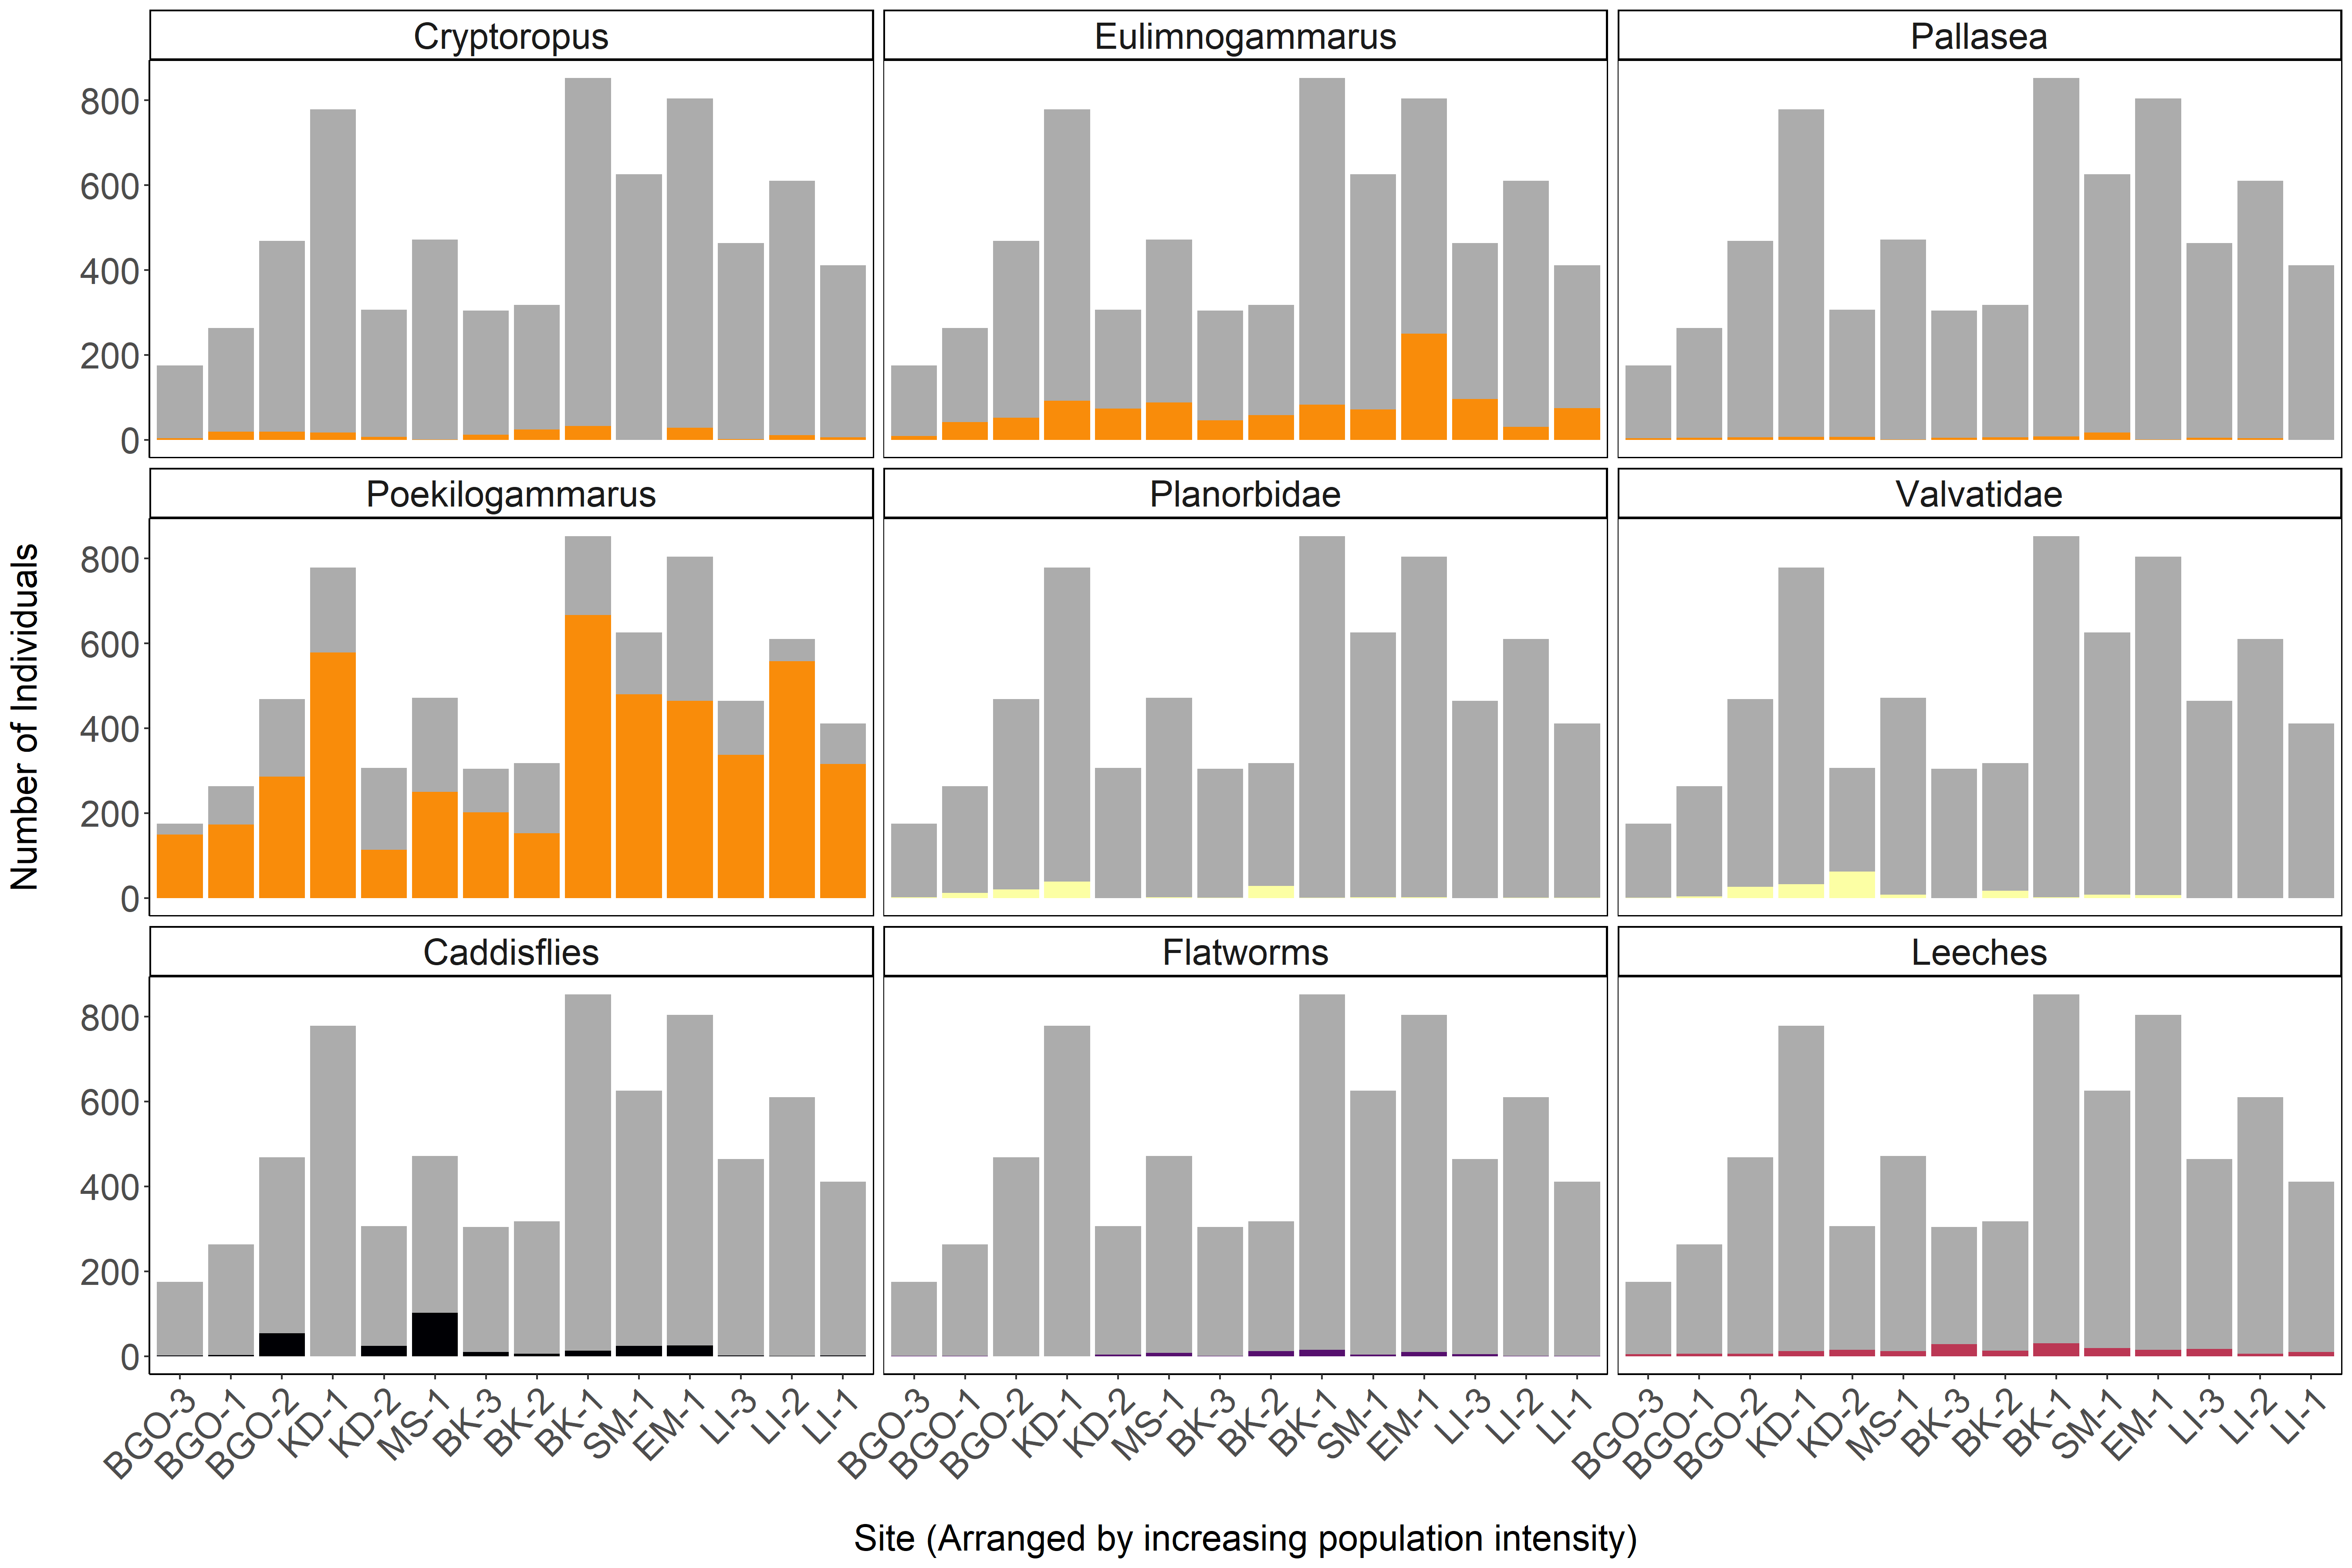 Cryptoropus Eulimnogammarus Pallasea
800
600
400
200
0
Poekilogammarus Planorbidae Valvatidae
800
600
400
200
0
Number of Individuals
Caddisflies Flatworms Leeches
800
600
400
200
0
BGO-3 BGO-1 BGO-2 KD-1 KD-2 MS-1 BK-3 BK-2 BK-1 SM-1 EM-1 LI-3 LI-2 LI-1 BGO-3 BGO-1 BGO-2 KD-1 KD-2 MS-1 BK-3 BK-2 BK-1 SM-1 EM-1 LI-3 LI-2 LI-1 BGO-3 BGO-1 BGO-2 KD-1 KD-2 MS-1 BK-3 BK-2 BK-1 SM-1 EM-1 LI-3 LI-2 LI-1
Site (Arranged by increasing population intensity)